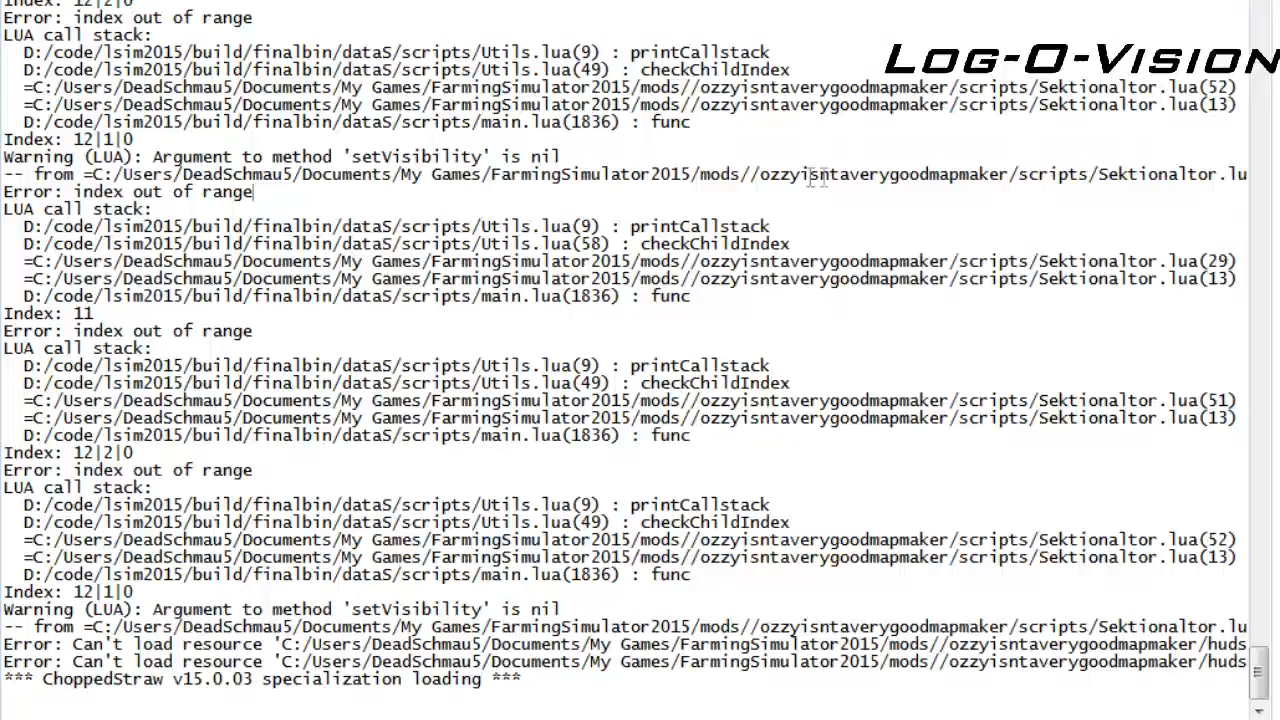 Index: 12|2|0
Error: index out of range
LUA call stack:
D:/code/lsim2015/build/finalbin/dataS/scripts/Utils.lua(9) : printCallstack
D:/code/lsim2015/build/finalbin/dataS/scripts/Utils.lua(49) : checkChildIndex
=C:/Users/DeadSchmau5/Documents/My Games/FarmingSimulator2015/mods//ozzyisntaverygoodmapmaker/scripts/Sektionaltor.lua(52)
=C:/Users/DeadSchmau5/Documents/My Games/FarmingSimulator2015/mods//ozzyisntaverygoodmapmaker/scripts/Sektionaltor.lua(13)
D:/code/lsim2015/build/finalbin/dataS/scripts/main.lua(1836) : func
Log-O-Vision
Index: 12|1|0
Warning (LUA): Argument to method 'setVisibility' is nil
-- from =C:/Users/DeadSchmau5/Documents/My Games/FarmingSimulator2015/mods//ozzyisntaverygoodmapmaker/scripts/Sektionaltor.lu
Error: index out of range
LUA call stack:
D:/code/lsim2015/build/finalbin/dataS/scripts/Utils.lua(9) : printCallstack
D:/code/lsim2015/build/finalbin/dataS/scripts/Utils.lua(58) : checkChildIndex
=C:/Users/DeadSchmau5/Documents/My Games/FarmingSimulator2015/mods//ozzyisntaverygoodmapmaker/scripts/Sektionaltor.lua(29)
=C:/Users/DeadSchmau5/Documents/My Games/FarmingSimulator2015/mods//ozzyisntaverygoodmapmaker/scripts/Sektionaltor.lua(13)
D:/code/lsim2015/build/finalbin/dataS/scripts/main.lua(1836) : func
Index: 11
Error: index out of range
LUA call stack:
D:/code/lsim2015/build/finalbin/dataS/scripts/Utils.lua(9) : printCallstack
D:/code/lsim2015/build/finalbin/dataS/scripts/Utils.lua(49) : checkChildIndex
=C:/Users/DeadSchmau5/Documents/My Games/FarmingSimulator2015/mods//ozzyisntaverygoodmapmaker/scripts/Sektionaltor.lua(51)
=C:/Users/DeadSchmau5/Documents/My Games/FarmingSimulator2015/mods//ozzyisntaverygoodmapmaker/scripts/Sektionaltor.lua(13)
D:/code/lsim2015/build/finalbin/dataS/scripts/main.lua(1836) : func
Index: 12|2|0
Error: index out of range
LUA call stack:
D:/code/lsim2015/build/finalbin/dataS/scripts/Utils.lua(9) : printCallstack
D:/code/lsim2015/build/finalbin/dataS/scripts/Utils.lua(49) : checkChildIndex
=C:/Users/DeadSchmau5/Documents/My Games/FarmingSimulator2015/mods//ozzyisntaverygoodmapmaker/scripts/Sektionaltor.lua(52)
=C:/Users/DeadSchmau5/Documents/My Games/FarmingSimulator2015/mods//ozzyisntaverygoodmapmaker/scripts/Sektionaltor.lua(13)
D:/code/lsim2015/build/finalbin/dataS/scripts/main.lua(1836) : func
Index: 12|1|0
Warning (LUA): Argument to method 'setVisibility' is nil
-- from =C:/Users/DeadSchmau5/Documents/My Games/FarmingSimulator2015/mods//ozzyisntaverygoodmapmaker/scripts/Sektionaltor.lu
Error: Can't load resource 'C:/Users/DeadSchmau5/Documents/My Games/FarmingSimulator2015/mods//ozzyisntaverygoodmapmaker/huds
Error: Can't load resource 'C:/Users/DeadSchmau5/Documents/My Games/FarmingSimulator2015/mods//ozzyisntaverygoodmapmaker/huds
*** ChoppedStraw v15.0.03 specialization loading ***